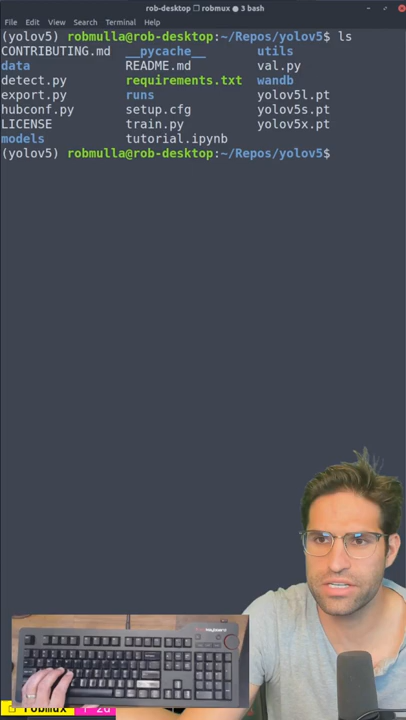 rob-desktop ❐ robmux ● 3 bash
File Edit View Search Terminal Help
(yolov5) robmulla@rob-desktop:~/Repos/yolov5$ ls
CONTRIBUTING.md __pycache__ utils
data README.md val.py
detect.py requirements.txt wandb
export.py runs yolov5l.pt
hubconf.py setup.cfg yolov5s.pt
LICENSE train.py yolov5x.pt
models tutorial.ipynb
(yolov5) robmulla@rob-desktop:~/Repos/yolov5$
❐ robmux ↑ 2d